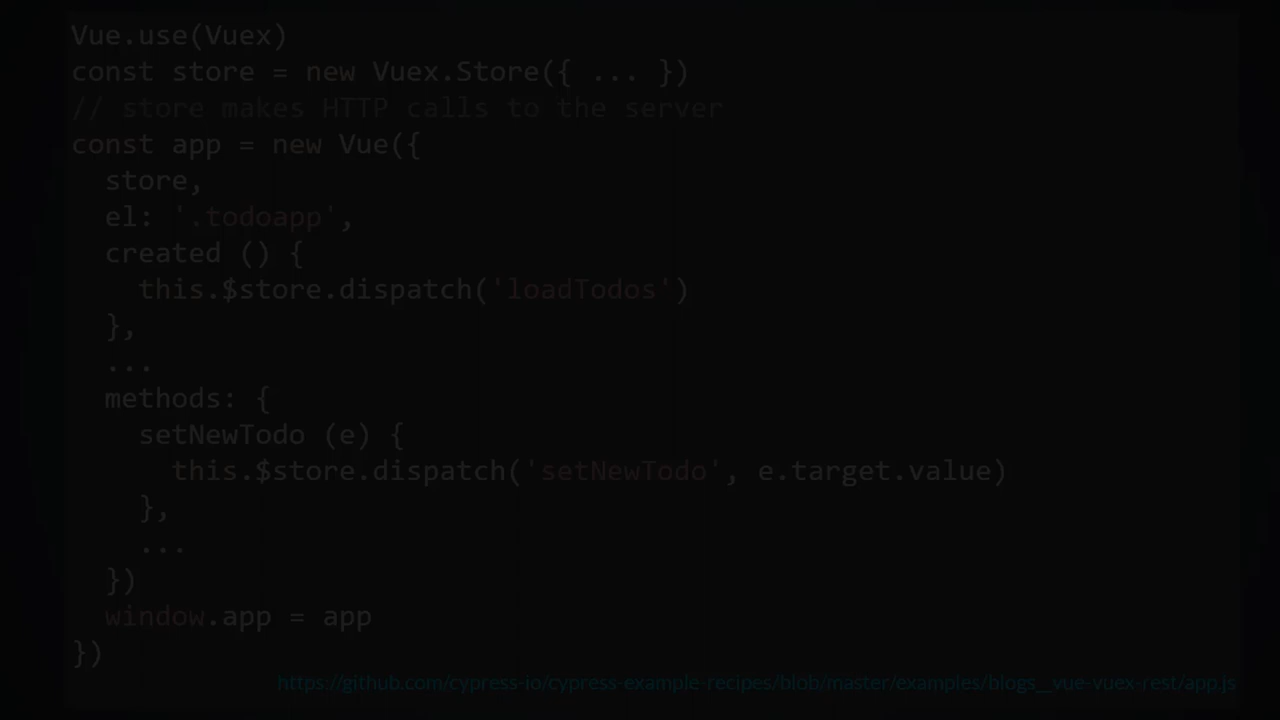 Vue.use(Vuex)
const store = new Vuex.Store({ ... })
// store makes HTTP calls to the server
const app = new Vue({
  store,
  el: '.todoapp',
  created () {
    this.$store.dispatch('loadTodos')
  },
  ...
  methods: {
    setNewTodo (e) {
      this.$store.dispatch('setNewTodo', e.target.value)
    },
    ...
  })
  window.app = app
})
https://github.com/cypress-io/cypress-example-recipes/blob/master/examples/blogs__vue-vuex-rest/app.js